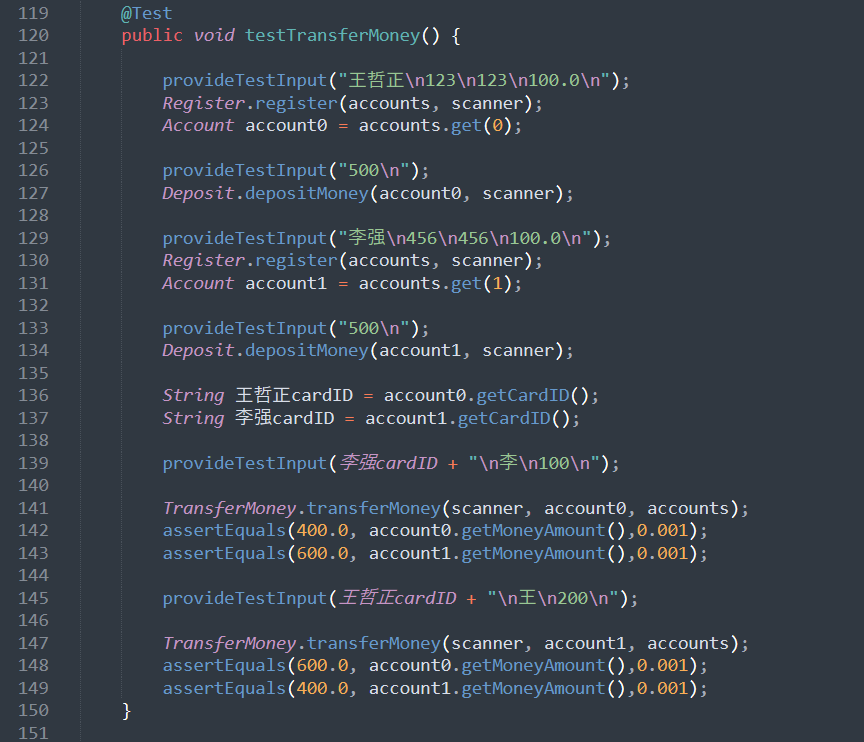 119 @Test
120 public void testTransferMoney() {
121
122 provideTestInput("王哲正\n123\n123\n100.0\n");
123 Register.register(accounts, scanner);
124 Account account0 = accounts.get(0);
125
126 provideTestInput("500\n");
127 Deposit.depositMoney(account0, scanner);
128
129 provideTestInput("李强\n456\n456\n100.0\n");
130 Register.register(accounts, scanner);
131 Account account1 = accounts.get(1);
132
133 provideTestInput("500\n");
134 Deposit.depositMoney(account1, scanner);
135
136 String 王哲正cardID = account0.getCardID();
137 String 李强cardID = account1.getCardID();
138
139 provideTestInput(李强cardID + "\n李\n100\n");
140
141 TransferMoney.transferMoney(scanner, account0, accounts);
142 assertEquals(400.0, account0.getMoneyAmount(),0.001);
143 assertEquals(600.0, account1.getMoneyAmount(),0.001);
144
145 provideTestInput(王哲正cardID + "\n王\n200\n");
146
147 TransferMoney.transferMoney(scanner, account1, accounts);
148 assertEquals(600.0, account0.getMoneyAmount(),0.001);
149 assertEquals(400.0, account1.getMoneyAmount(),0.001);
150 }
151